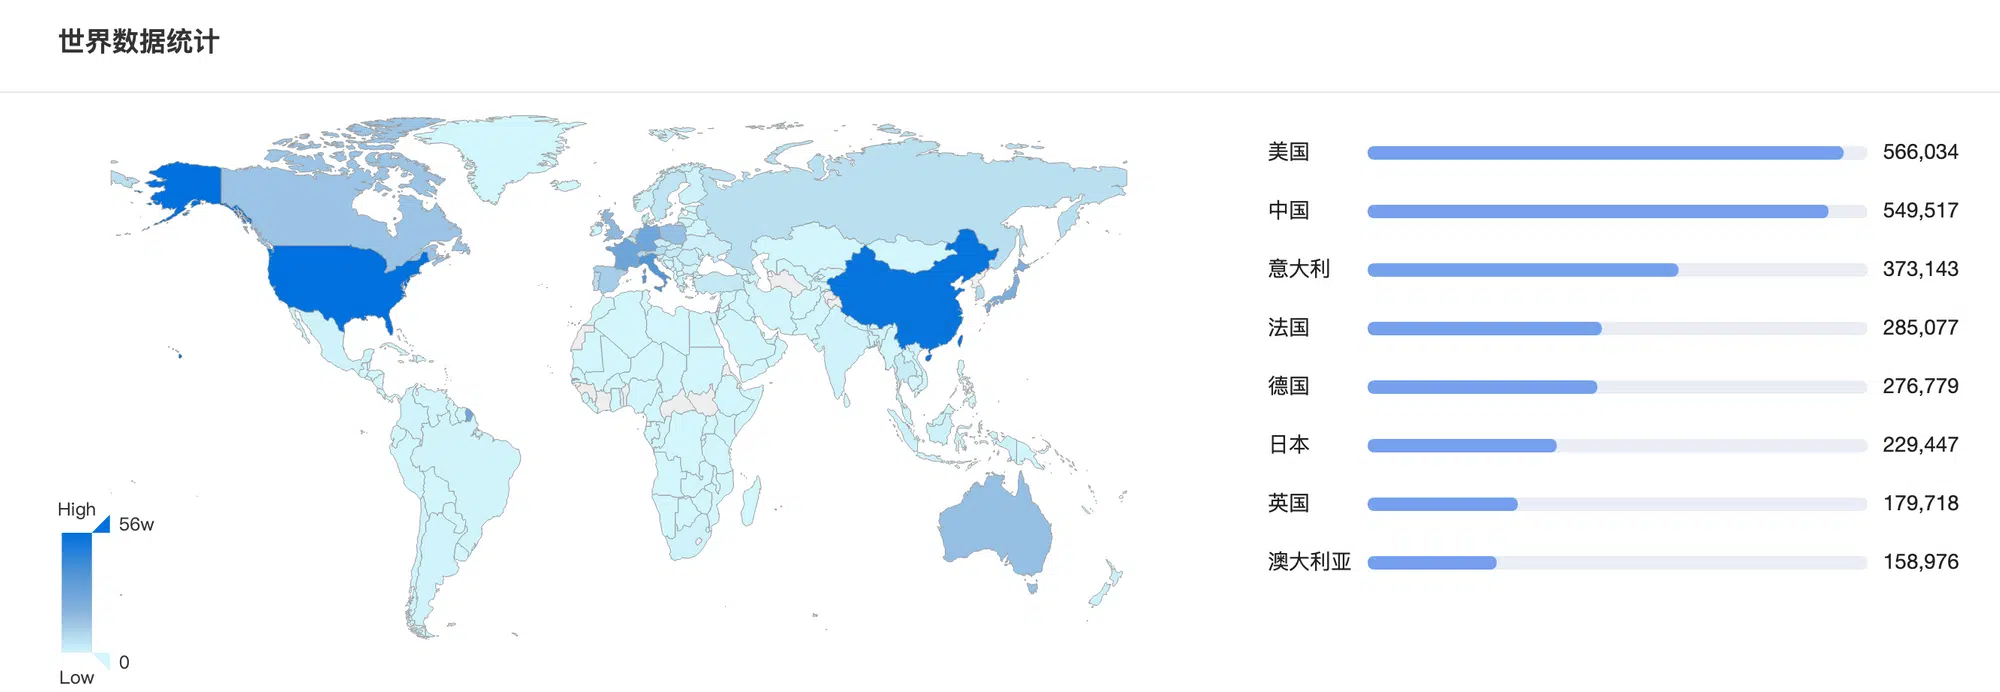 世界数据统计
High
56w
0
Low
美国 566,034
中国 549,517
意大利 373,143
法国 285,077
德国 276,779
日本 229,447
英国 179,718
澳大利亚 158,976